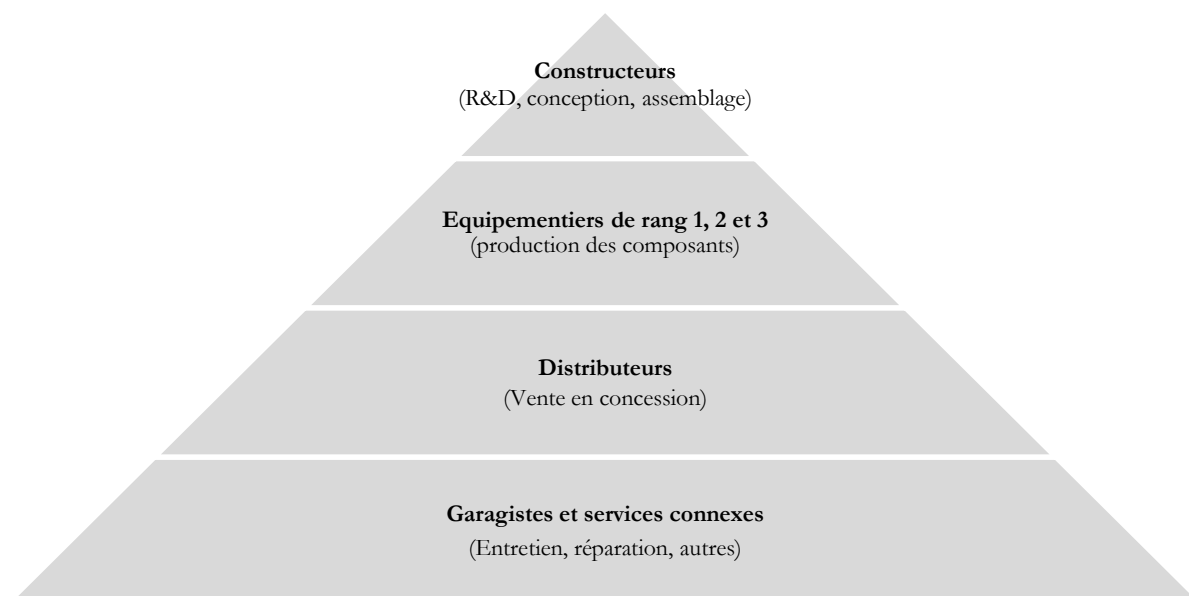 Constructeurs
(R&D, conception, assemblage)
Equipementiers de rang 1, 2 et 3
(production des composants)
Distributeurs
(Vente en concession)
Garagistes et services connexes
(Entretien, réparation, autres)